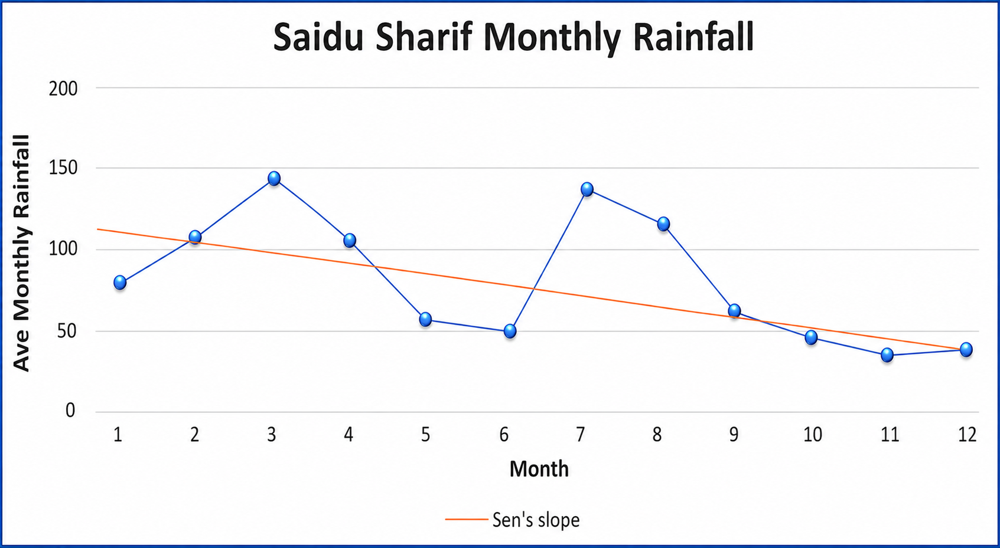 Saidu Sharif Monthly Rainfall
Ave Monthly Rainfall
200
150
100
50
0
1 2 3 4 5 6 7 8 9 10 11 12
Month
Sen's slope